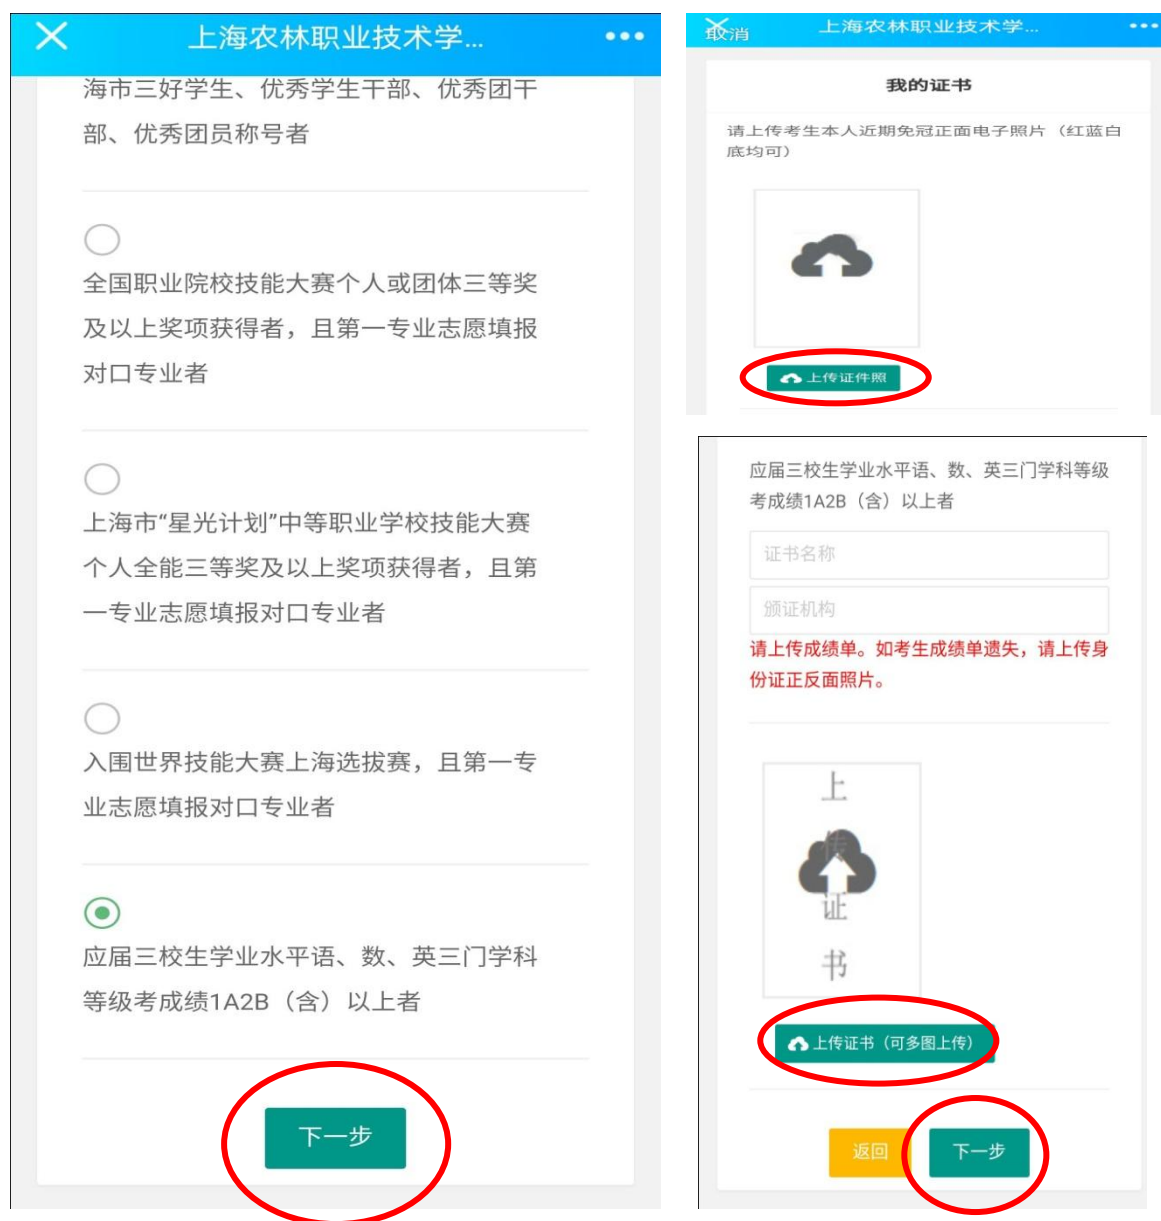 上海农林职业技术学...
海市三好学生、优秀学生干部、优秀团干
部、优秀团员称号者
全国职业院校技能大赛个人或团体三等奖
及以上奖项获得者，且第一专业志愿填报
对口专业者
上海市“星光计划”中等职业学校技能大赛
个人全能三等奖及以上奖项获得者，且第
一专业志愿填报对口专业者
入围世界技能大赛上海选拔赛，且第一专
业志愿填报对口专业者
应届三校生学业水平语、数、英三门学科
等级考成绩1A2B（含）以上者
下一步
取消
上海农林职业技术学...
我的证书
请上传考生本人近期免冠正面电子照片（红蓝白
底均可）
上传证件照
应届三校生学业水平语、数、英三门学科等级
考成绩1A2B（含）以上者
证书名称
颁证机构
请上传成绩单。如考生成绩单遗失，请上传身
份证正反面照片。
上
传
证
书
上传证书（可多图上传）
返回
下一步